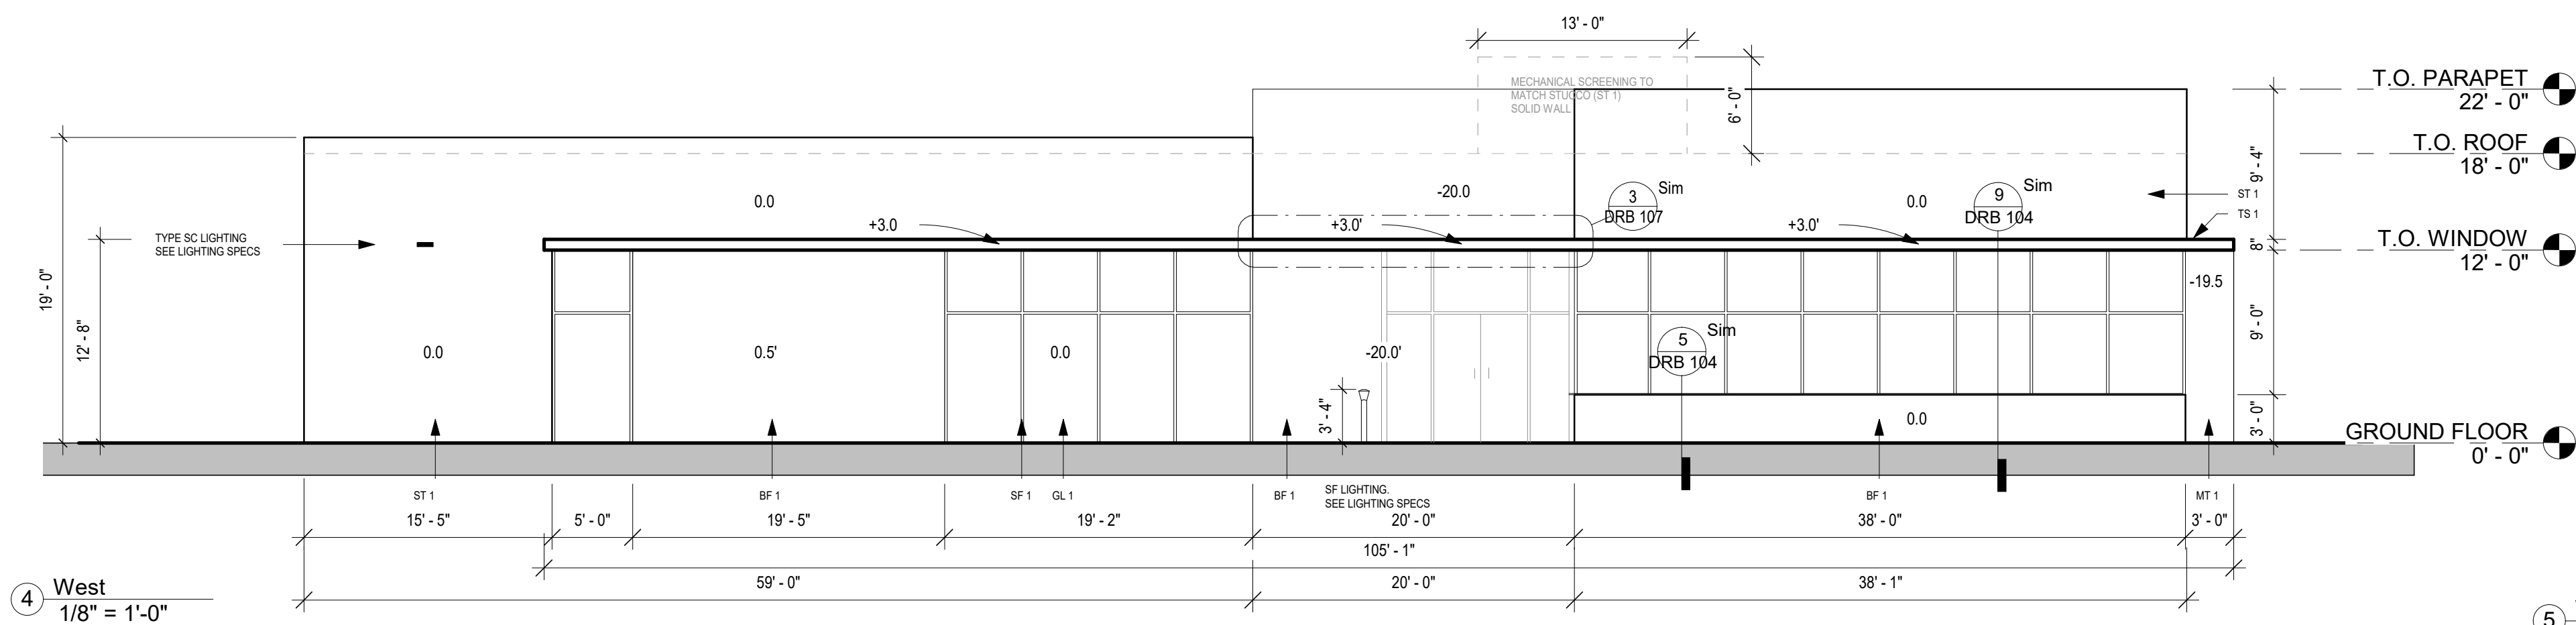 13' - 0"
MECHANICAL SCREENING TO
MATCH STUCCO (ST 1)
SOLID WALL
6' - 0"
T.O. PARAPET
22' - 0"
T.O. ROOF
18' - 0"
T.O. WINDOW
12' - 0"
GROUND FLOOR
0' - 0"
9' - 4"
8"
9' - 0"
3' - 0"
ST 1
TS 1
19' - 0"
12' - 8"
TYPE SC LIGHTING
SEE LIGHTING SPECS
0.0
+3.0
-20.0
+3.0'
3
DRB 107
Sim
+3.0'
0.0
9
DRB 104
Sim
-19.5
0.0
0.5'
0.0
-20.0'
5
DRB 104
Sim
3' - 4"
0.0
ST 1
BF 1
SF 1
GL 1
BF 1
SF LIGHTING.
SEE LIGHTING SPECS
BF 1
MT 1
15' - 5"
5' - 0"
19' - 5"
19' - 2"
20' - 0"
38' - 0"
3' - 0"
105' - 1"
59' - 0"
20' - 0"
38' - 1"
4
West
1/8" = 1'-0"
5